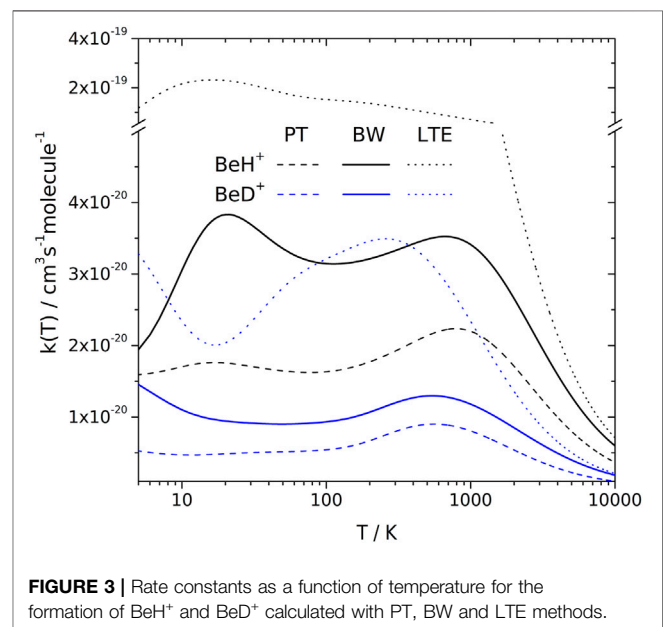 4x10⁻¹⁹
2x10⁻¹⁹
PT BW LTE
BeH⁺
BeD⁺
4x10⁻²⁰
3x10⁻²⁰
2x10⁻²⁰
1x10⁻²⁰
k(T) / cm³s⁻¹molecule⁻¹
10 100 1000 10000
T / K
FIGURE 3 | Rate constants as a function of temperature for the
formation of BeH⁺ and BeD⁺ calculated with PT, BW and LTE methods.